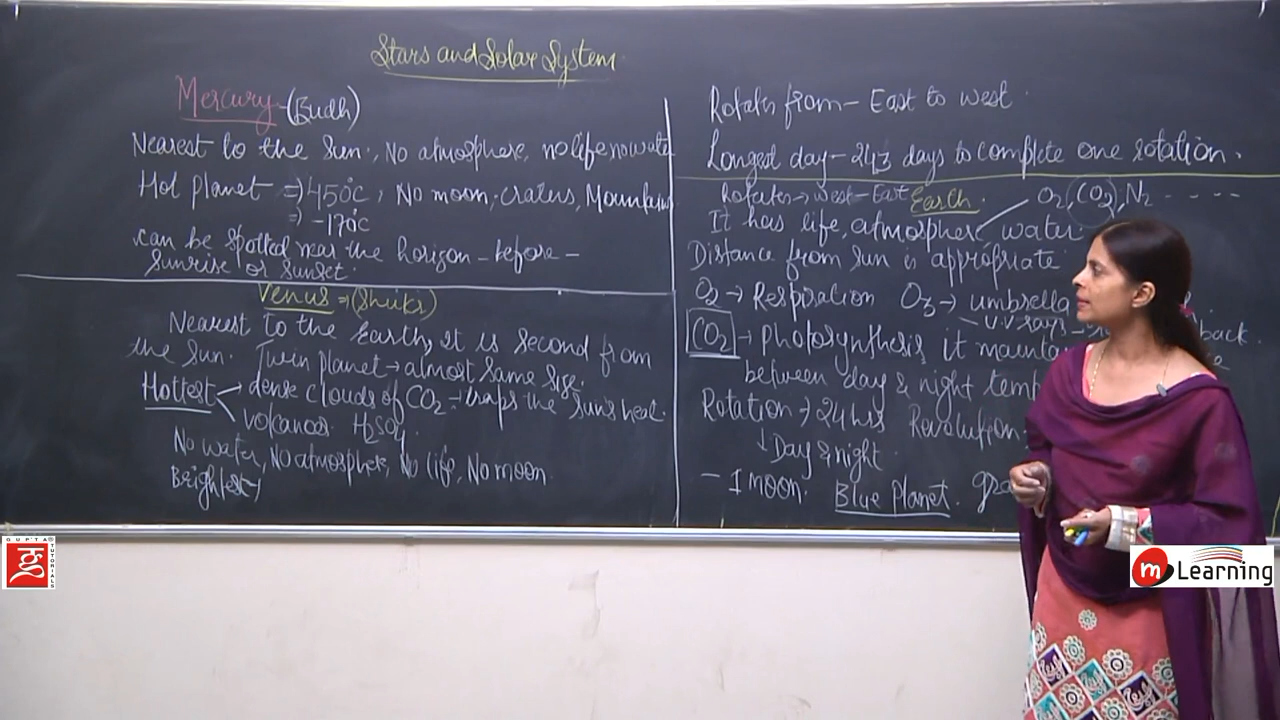 Stars and Solar System
Mercury - (Budh)
Nearest to the Sun., No atmosphere, no life no wate
Hot planet ⇒ 450°C, No moon, craters, Mountains
⇒ -170°C
can be spotted near the horizon - before -
sunrise or sunset.
Venus ⇒ (Shukr)
Nearest to the Earth, it is second from
the Sun. Twin planet → almost same size.
Hottest dense clouds of CO2 - traps the sun's heat.
volcanos H2SO4.
No water, No atmosphere, No life, No moon
Brightest
Rotates from - East to west.
Longest day - 243 days to complete one rotation.
Rotates → west - East Earth. O2, (CO2), N2 - - - -
It has life, atmosphere water
Distance from sun is appropriate
O2 → Respiration O3 → umbrella
U.V rays - back.
CO2 → Photosynthesis, it mainta
between day & night temp
Rotation → 24 hrs Revolution -
↓ Day & night
- 1 moon. Blue Planet. gra
GUPTA TUTORIALS
m Learning